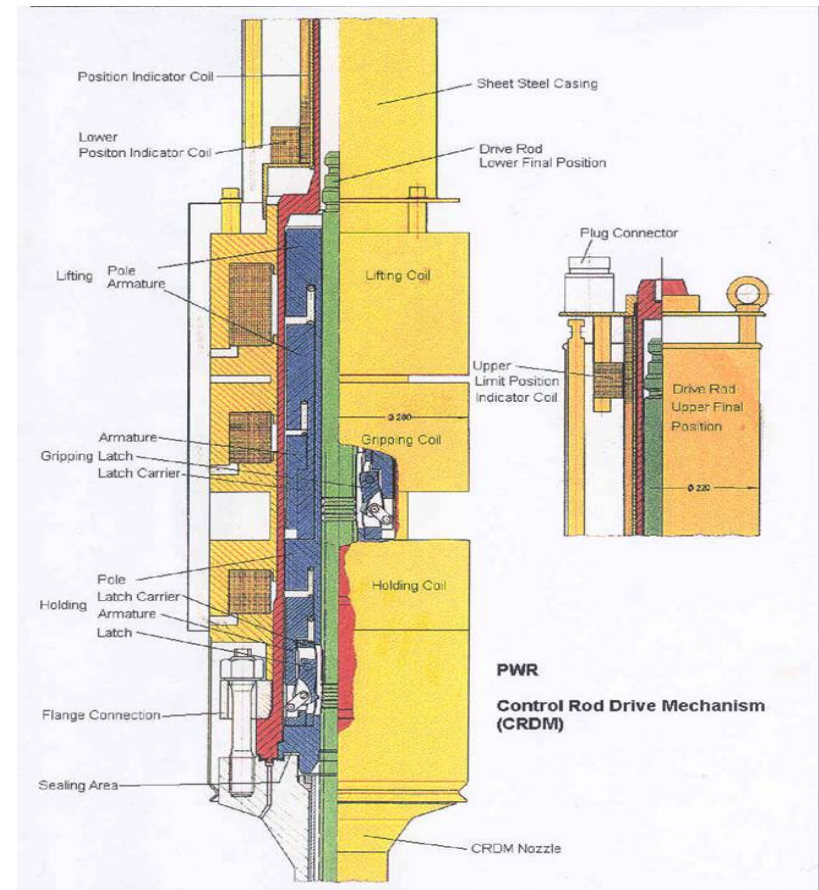 Position Indicator Coil
Sheet Steel Casing
Lower
Positon Indicator Coil
Drive Rod
Lower Final Position
Plug Connector
Lifting
Pole
Armature
Lifting Coil
Upper
Limit Position
Indicator Coil
Drive Rod
Upper Final
Position
Ø 260
Armature
Gripping Coil
Gripping Latch
Latch Carrier
Ø 220
Pole
Holding
Latch Carrier
Armature
Latch
Holding Coil
PWR
Control Rod Drive Mechanism
(CRDM)
Flange Connection
Sealing Area
CRDM Nozzle